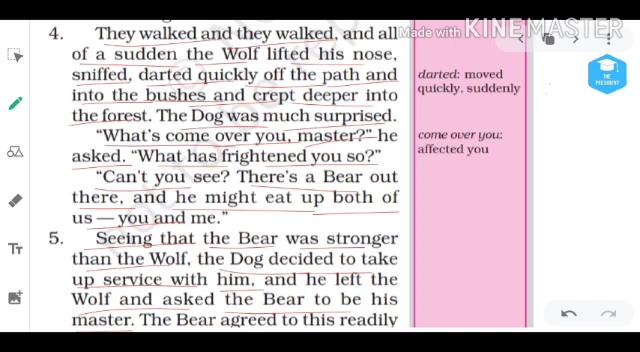 Made with KINEMASTER
4. They walked and they walked, and all
of a sudden the Wolf lifted his nose,
sniffed, darted quickly off the path and
into the bushes and crept deeper into
the forest. The Dog was much surprised.
"What's come over you, master?" he
asked. "What has frightened you so?"
"Can't you see? There's a Bear out
there, and he might eat up both of
us — you and me."
5. Seeing that the Bear was stronger
than the Wolf, the Dog decided to take
up service with him, and he left the
Wolf and asked the Bear to be his
master. The Bear agreed to this readily
darted: moved
quickly, suddenly
come over you:
affected you
THE
PRESIDENT
Tт